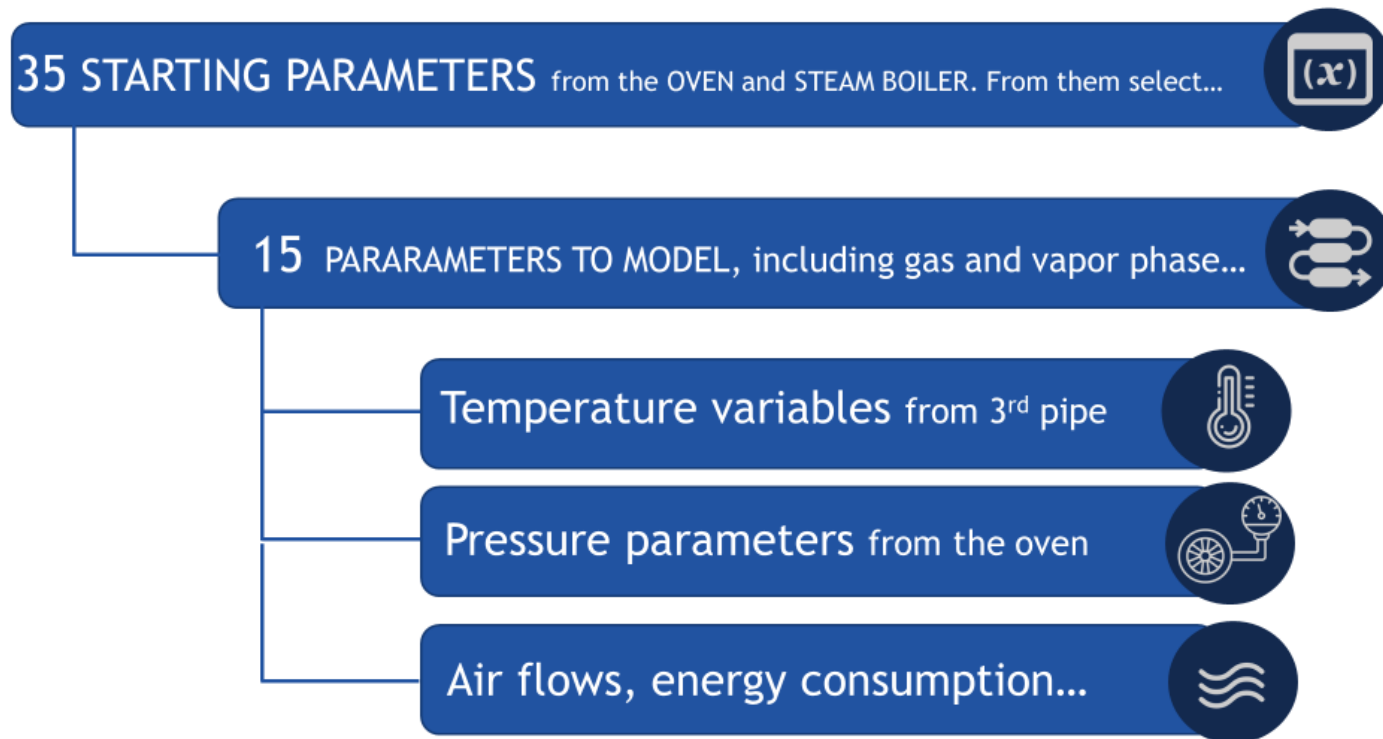 35 STARTING PARAMETERS from the OVEN and STEAM BOILER. From them select…
(x)
15 PARARAMETERS TO MODEL, including gas and vapor phase…
Temperature variables from 3rd pipe
Pressure parameters from the oven
Air flows, energy consumption…